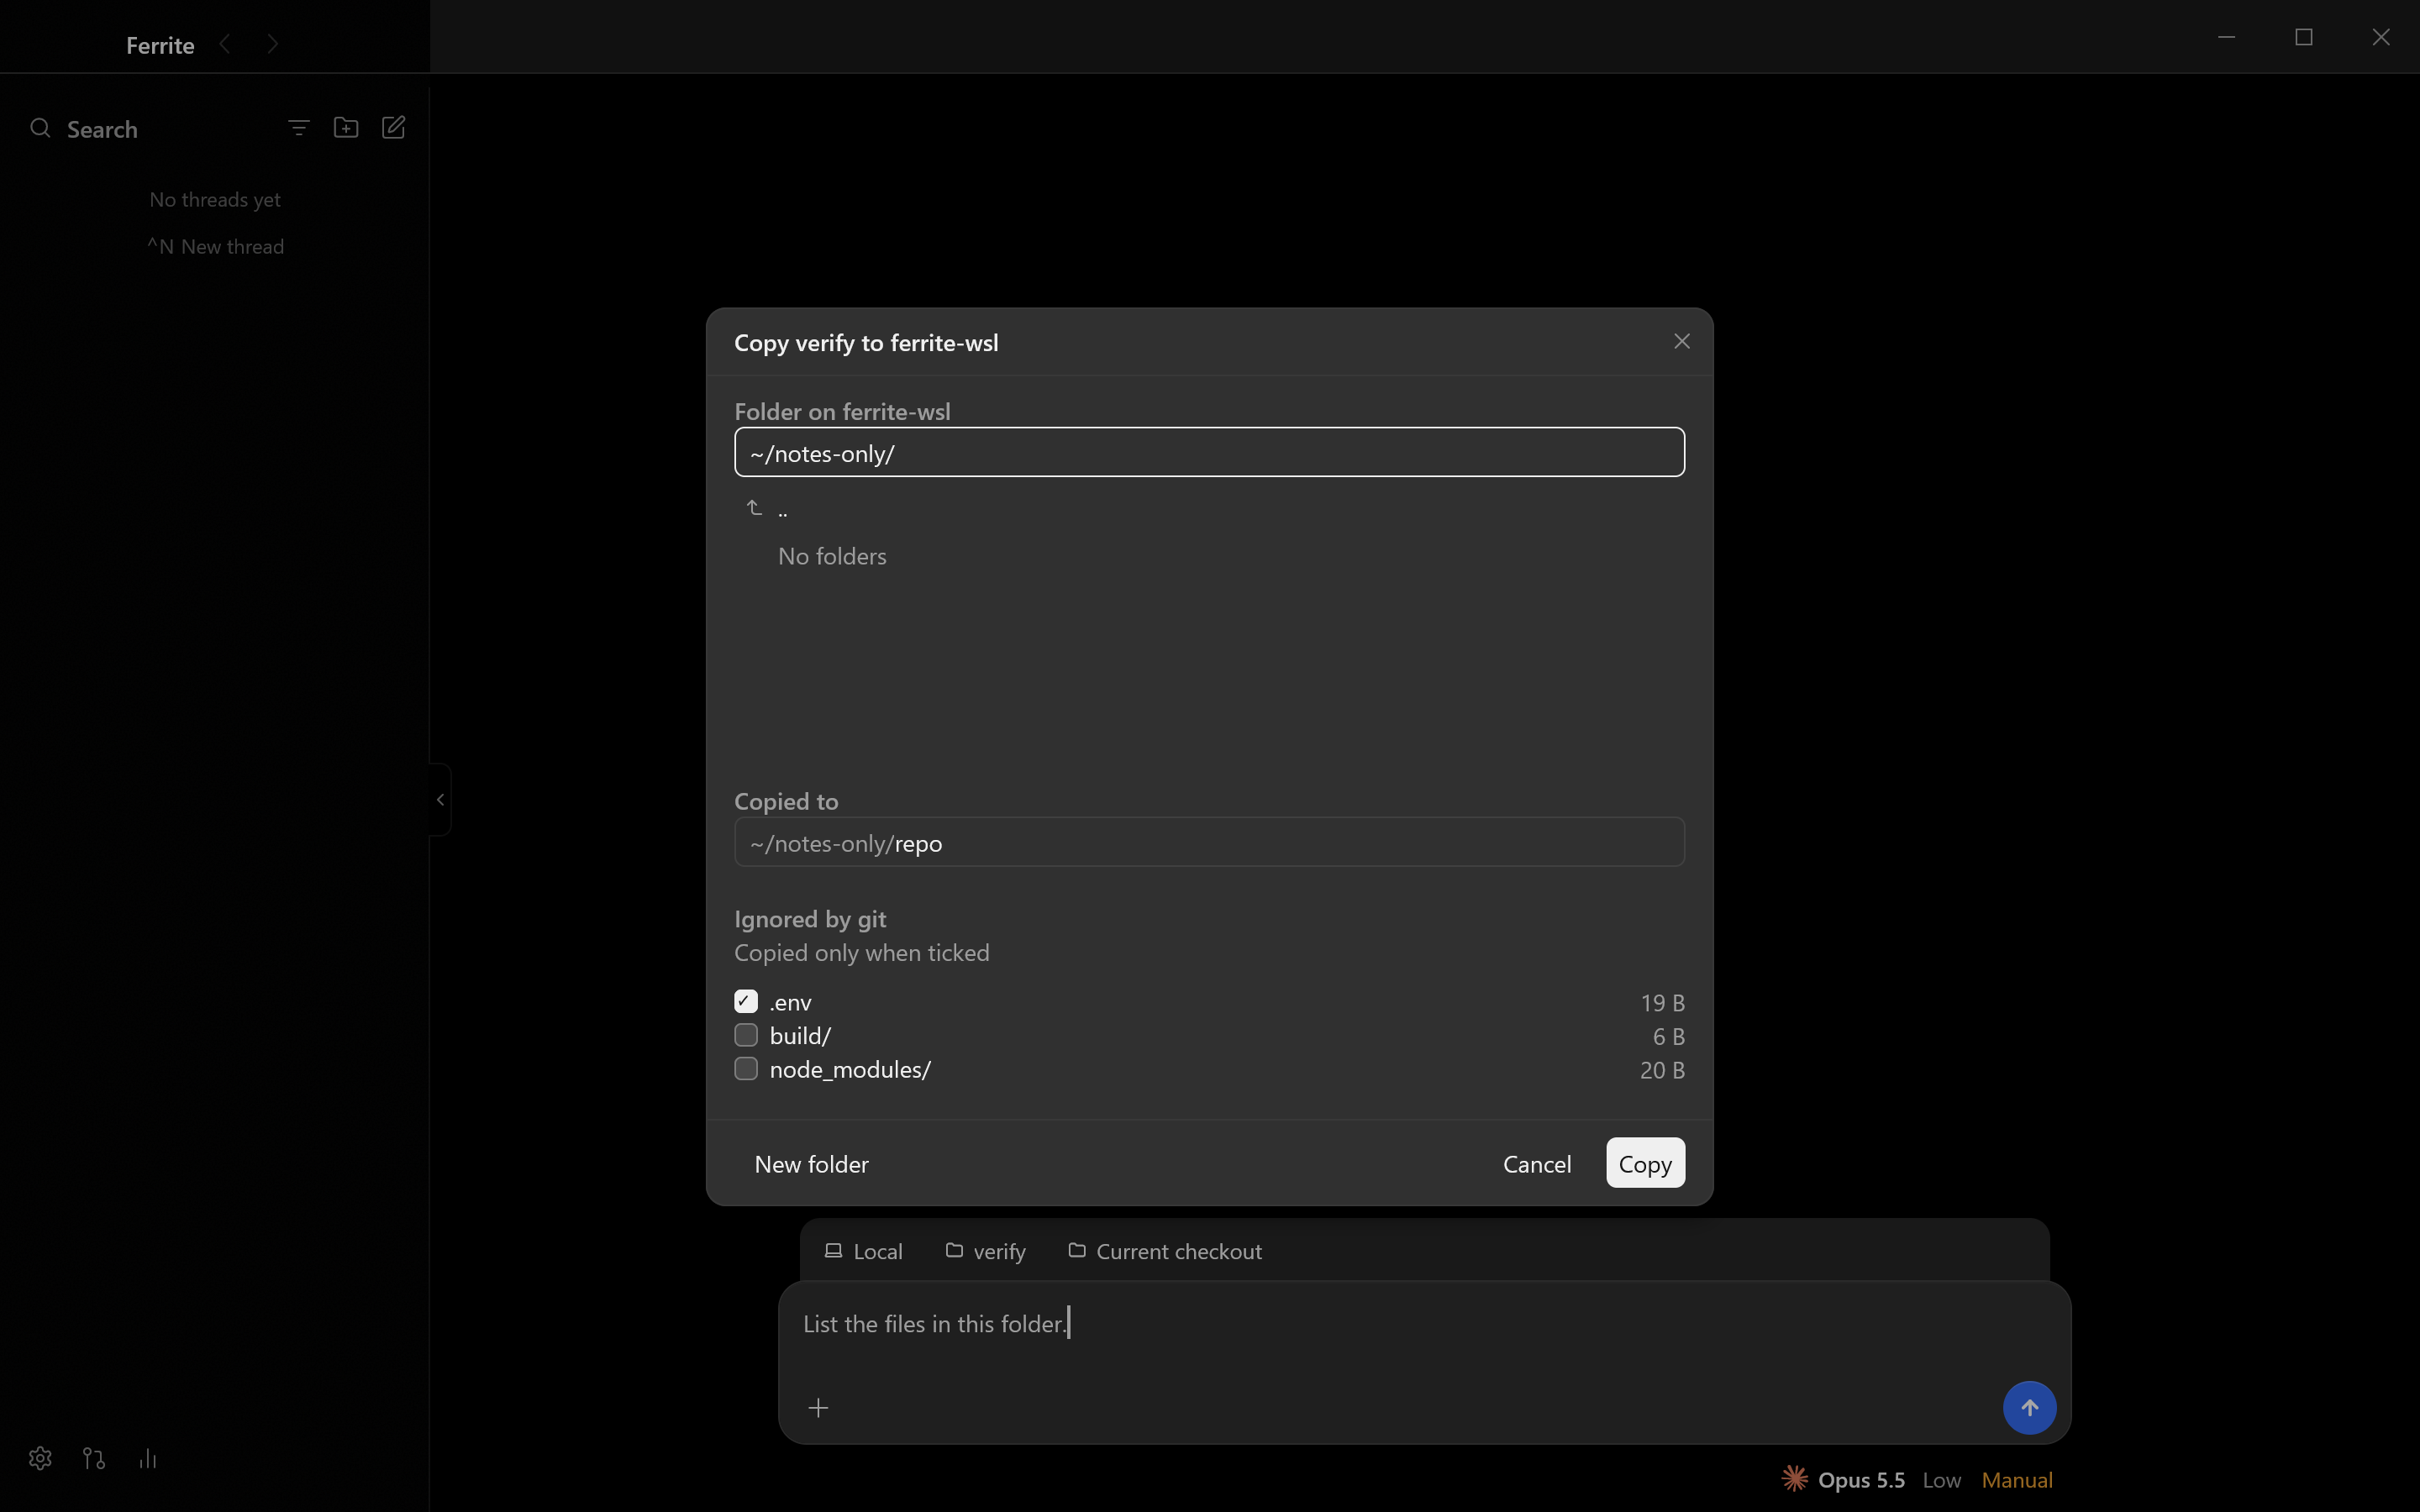 Ferrite
Search
No threads yet
^N New thread
Copy verify to ferrite-wsl
Folder on ferrite-wsl
~/notes-only/
..
No folders
Copied to
~/notes-only/repo
Ignored by git
Copied only when ticked
.env 19 B
build/ 6 B
node_modules/ 20 B
New folder Cancel Copy
Local verify Current checkout
List the files in this folder.
Opus 5.5 Low Manual